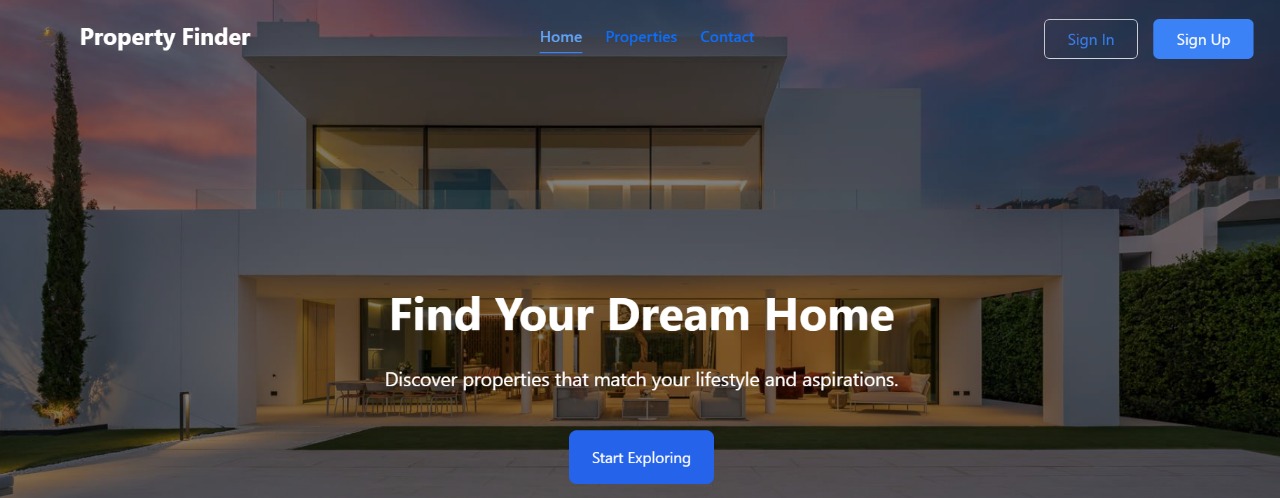 Property Finder
Home
Properties
Contact
Sign In
Sign Up
Find Your Dream Home
Discover properties that match your lifestyle and aspirations.
Start Exploring